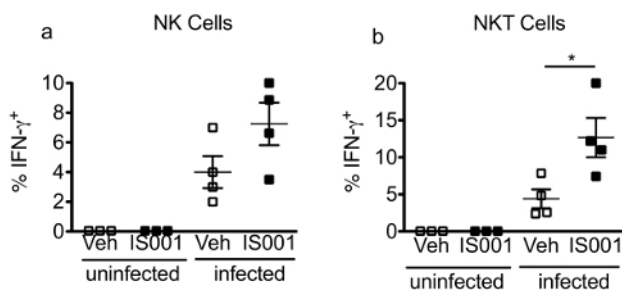 a
NK Cells
% IFN-γ⁺
10
8
6
4
2
0
Veh IS001 Veh IS001
uninfected infected
b
NKT Cells
*
% IFN-γ⁺
20
15
10
5
0
Veh IS001 Veh IS001
uninfected infected